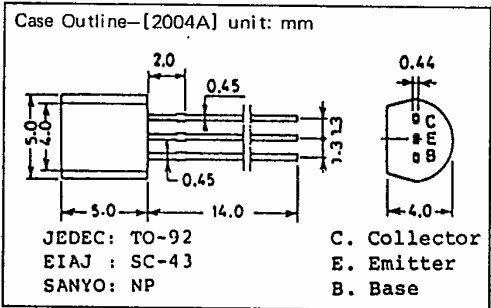 Case Outline—[2004A] unit: mm
2.0
0.44
0.45
5.0
4.0
C
E
B
1.3
1.3
0.45
5.0
14.0
4.0
JEDEC: TO-92
EIAJ : SC-43
SANYO: NP
C. Collector
E. Emitter
B. Base